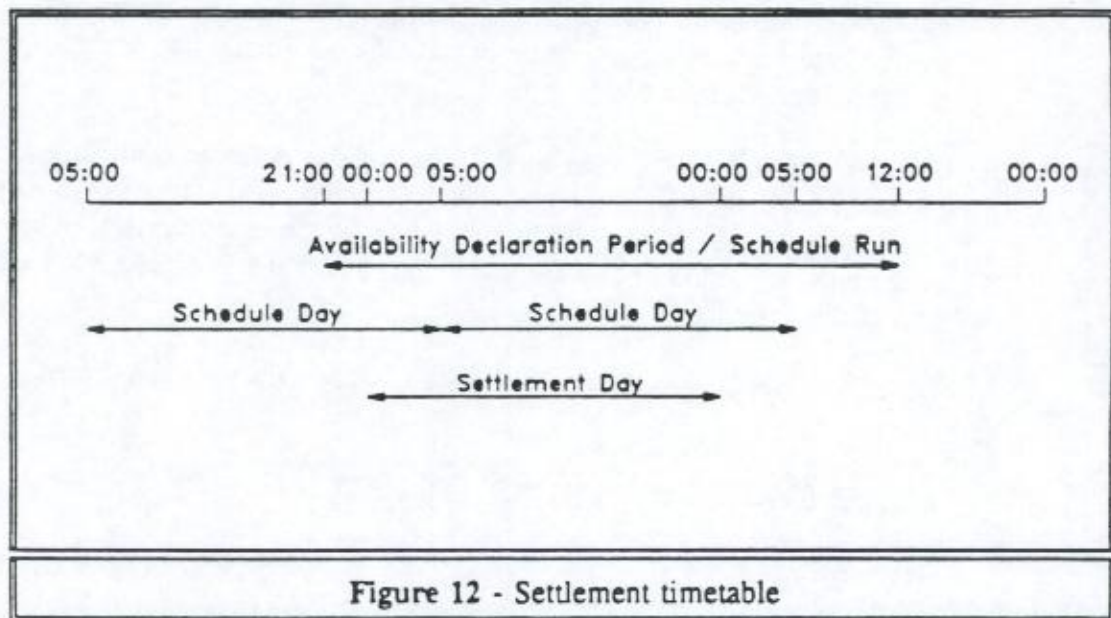 05:00 21:00 00:00 05:00 00:00 05:00 12:00 00:00
Availability Declaration Period / Schedule Run
Schedule Day Schedule Day
Settlement Day
Figure 12 - Settlement timetable